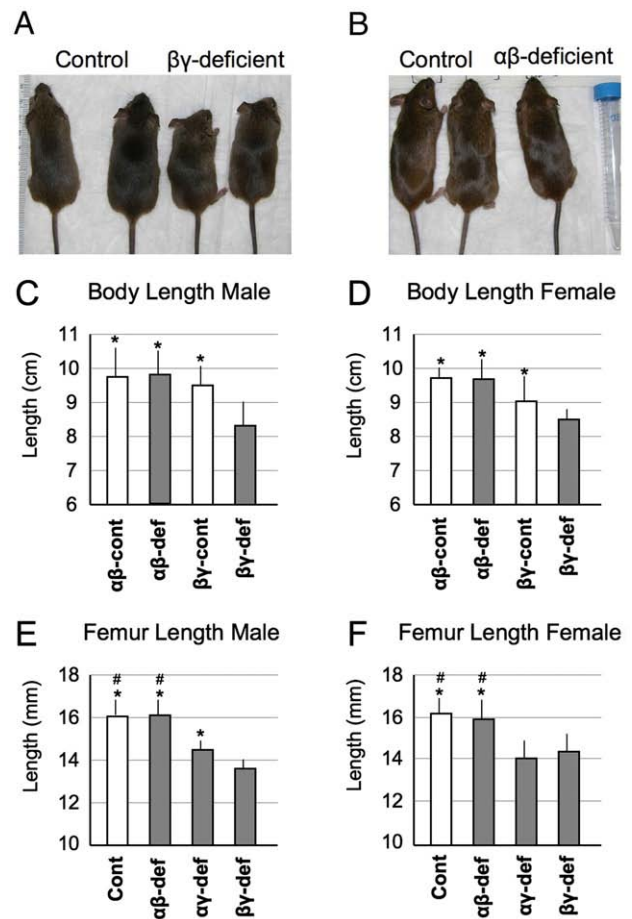 A
B
Control βγ-deficient
Control αβ-deficient
C Body Length Male
D Body Length Female
Length (cm)
11
10
9
8
7
6
* * *
αβ-cont
αβ-def
βγ-cont
βγ-def
Length (cm)
11
10
9
8
7
6
* * *
αβ-cont
αβ-def
βγ-cont
βγ-def
E Femur Length Male
F Femur Length Female
Length (mm)
18
16
14
12
10
# #
* * *
Cont
αβ-def
αγ-def
βγ-def
Length (mm)
18
16
14
12
10
# #
* *
Cont
αβ-def
αγ-def
βγ-def